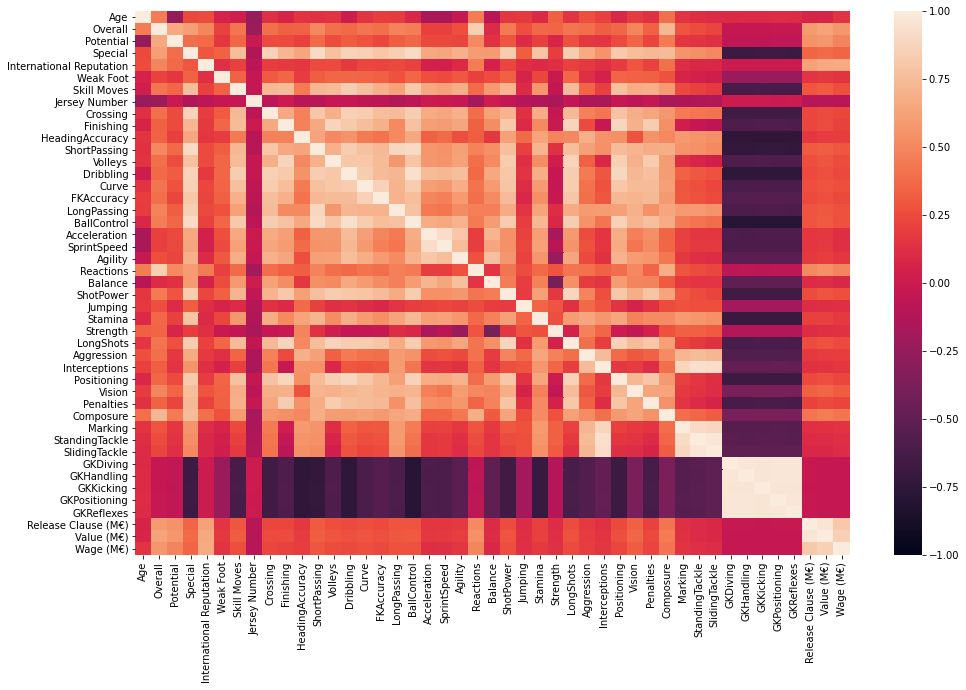 Age
Overall
Potential
Special
International Reputation
Weak Foot
Skill Moves
Jersey Number
Crossing
Finishing
HeadingAccuracy
ShortPassing
Volleys
Dribbling
Curve
FKAccuracy
LongPassing
BallControl
Acceleration
SprintSpeed
Agility
Reactions
Balance
ShotPower
Jumping
Stamina
Strength
LongShots
Aggression
Interceptions
Positioning
Vision
Penalties
Composure
Marking
StandingTackle
SlidingTackle
GKDiving
GKHandling
GKKicking
GKPositioning
GKReflexes
Release Clause (M€)
Value (M€)
Wage (M€)
Age
Overall
Potential
Special
International Reputation
Weak Foot
Skill Moves
Jersey Number
Crossing
Finishing
HeadingAccuracy
ShortPassing
Volleys
Dribbling
Curve
FKAccuracy
LongPassing
BallControl
Acceleration
SprintSpeed
Agility
Reactions
Balance
ShotPower
Jumping
Stamina
Strength
LongShots
Aggression
Interceptions
Positioning
Vision
Penalties
Composure
Marking
StandingTackle
SlidingTackle
GKDiving
GKHandling
GKKicking
GKPositioning
GKReflexes
Release Clause (M€)
Value (M€)
Wage (M€)
1.00
0.75
0.50
0.25
0.00
−0.25
−0.50
−0.75
−1.00